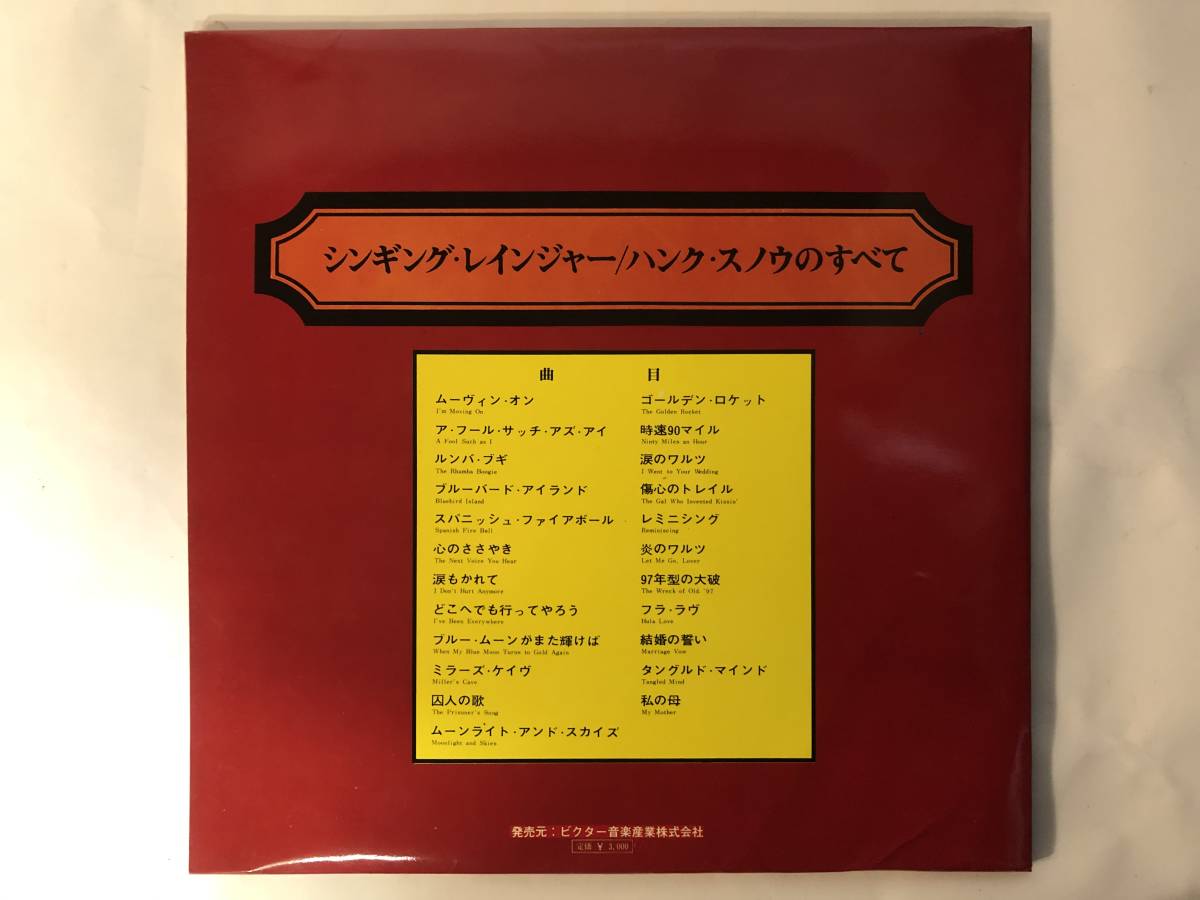 シンギング・レインジャー/ハンク・スノウのすべて
曲目
ムーヴィン・オン
I'm Moving On
ア・フール・サッチ・アズ・アイ
A Fool Such as I
ルンバ・ブギ
The Rhumba Boogie
ブルーバード・アイランド
Bluebird Island
スパニッシュ・ファイアボール
Spanish Fire Ball
心のささやき
The Next Voice You Hear
涙もかれて
I Don't Hurt Anymore
どこへでも行ってやろう
I've Been Everywhere
ブルー・ムーンがまた輝けば
When My Blue Moon Turns to Gold Again
ミラーズ・ケイヴ
Miller's Cave
囚人の歌
The Prisoner's Song
ムーンライト・アンド・スカイズ
Moonlight and Skies
ゴールデン・ロケット
The Golden Rocket
時速90マイル
Ninty Miles an Hour
涙のワルツ
I Went to Your Wedding
傷心のトレイル
The Gal Who Invented Kissin'
レミニシング
Reminiscing
炎のワルツ
Let Me Go, Lover
97年型の大破
The Wreck of Old '97
フラ・ラヴ
Hula Love
結婚の誓い
Marriage Vow
タングルド・マインド
Tangled Mind
私の母
My Mother
発売元：ビクター音楽産業株式会社
定価 ¥ 3,000